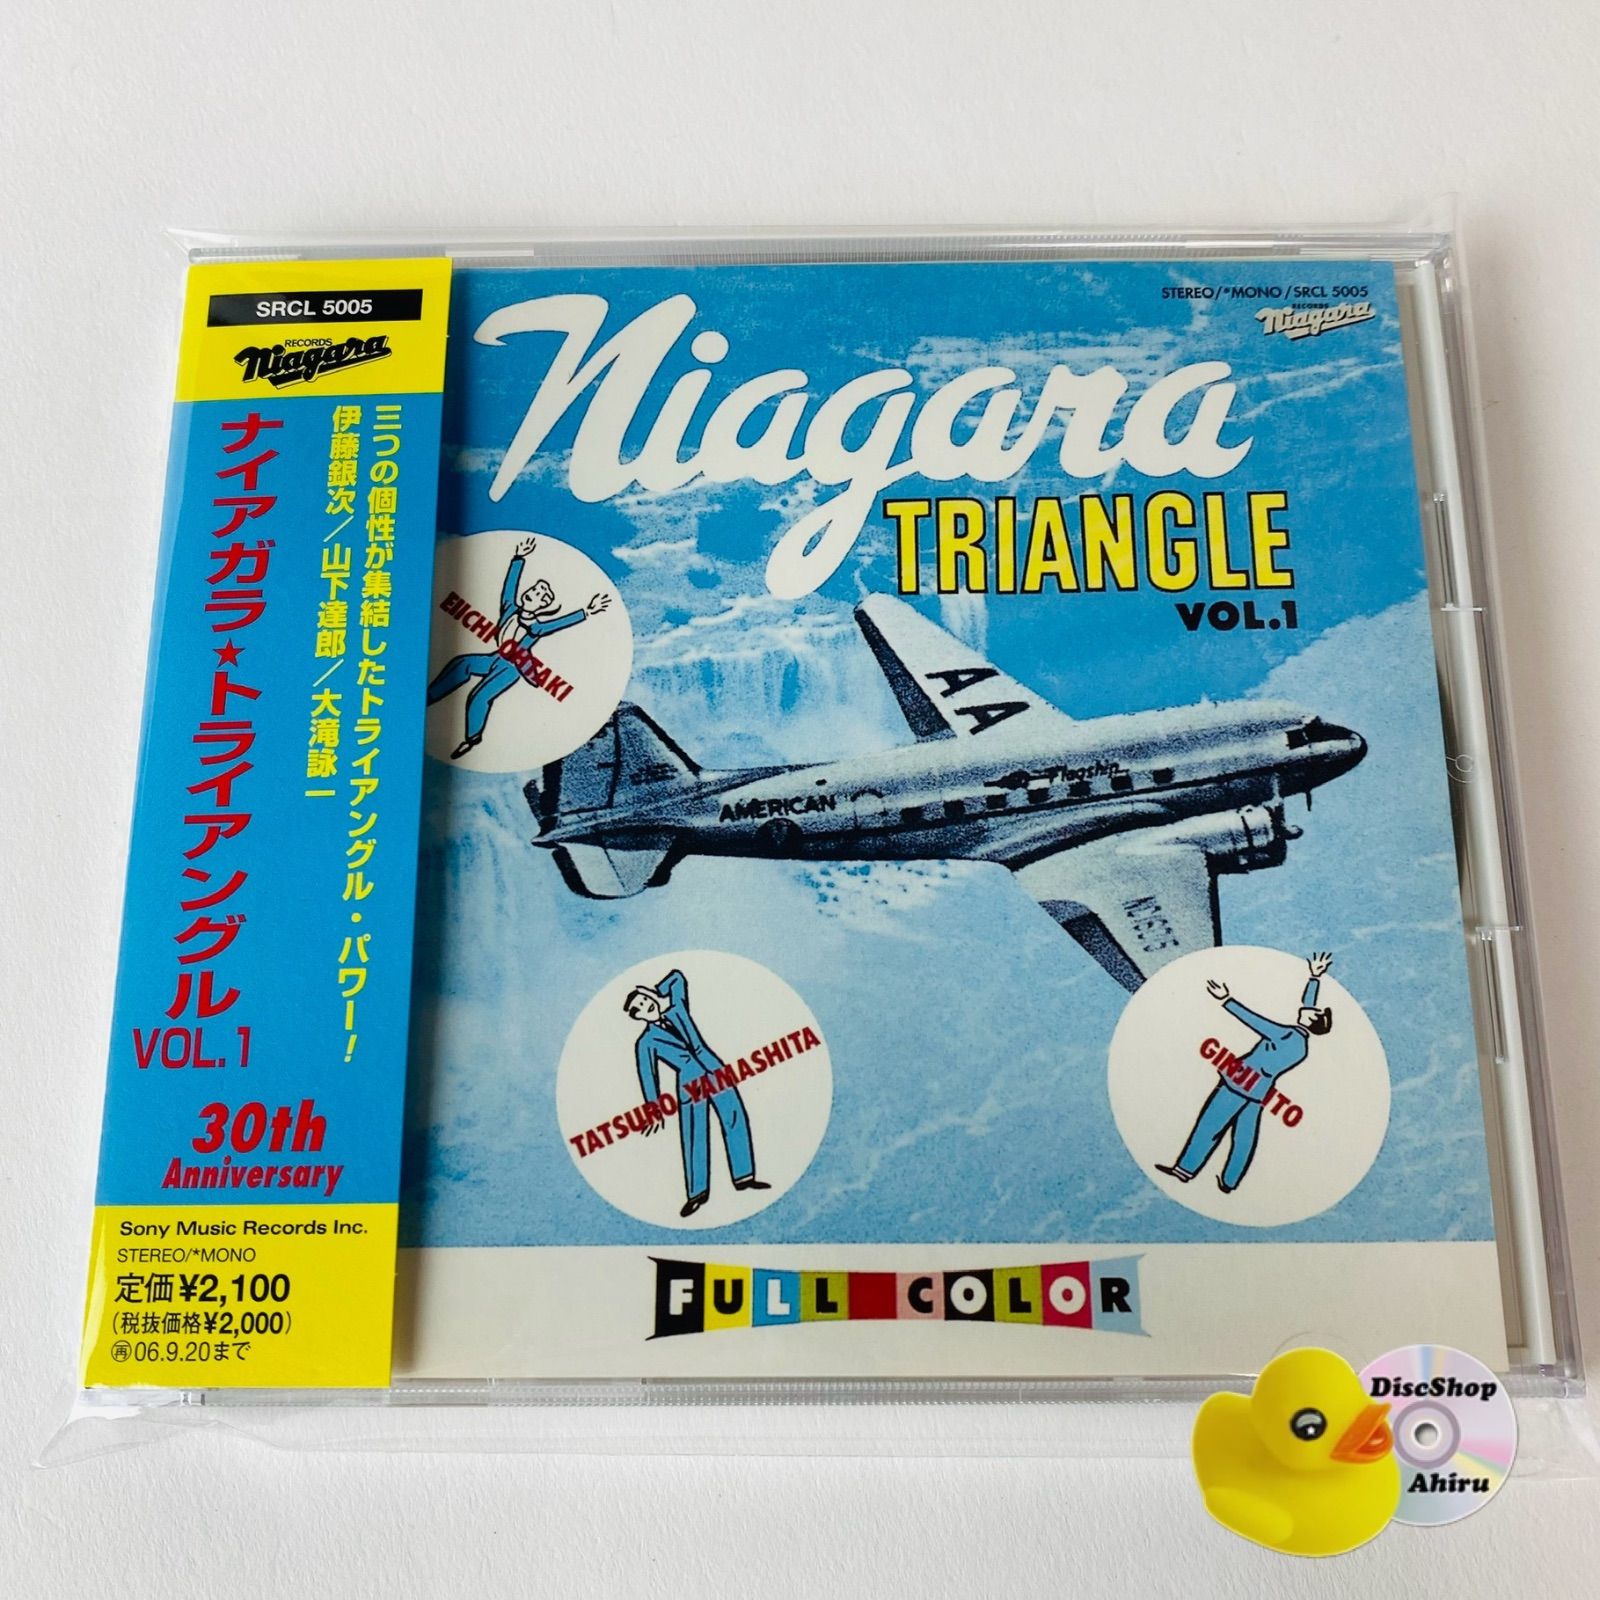 SRCL 5005
RECORDS
Niagara
三つの個性が集結したトライアングル・パワー!
伊藤銀次/山下達郎/大滝詠一
ナイアガラ★トライアングル
VOL.1
30th
Anniversary
Sony Music Records Inc.
STEREO/*MONO
定価¥2,100
(税抜価格¥2,000)
㊢06.9.20まで
STEREO/*MONO/SRCL 5005
RECORDS
Niagara
Niagara
TRIANGLE
VOL.1
EIICHI OHTAKI
AA
Flagship
AMERICAN
TATSURO YAMASHITA
GINJI ITO
FULL COLOR
DiscShop
Ahiru